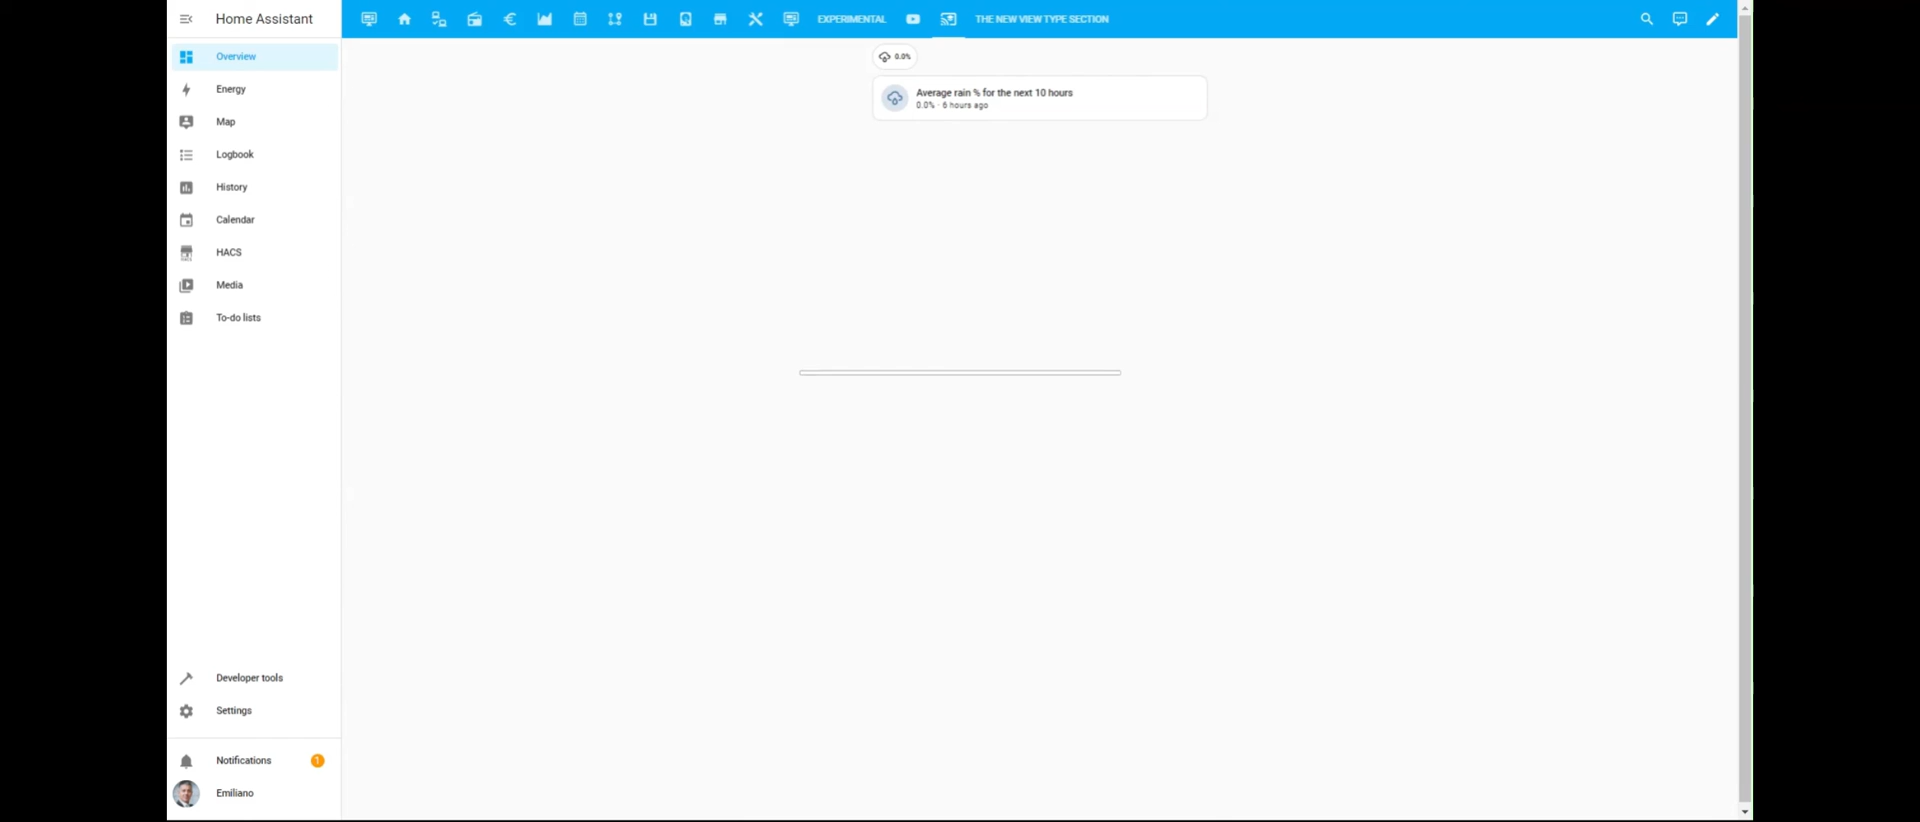 Home Assistant
EXPERIMENTAL
THE NEW VIEW TYPE SECTION
Overview
Energy
Map
Logbook
History
Calendar
HACS
Media
To-do lists
Developer tools
Settings
Notifications 1
Emiliano
0.0%
Average rain % for the next 10 hours
0.0% · 6 hours ago